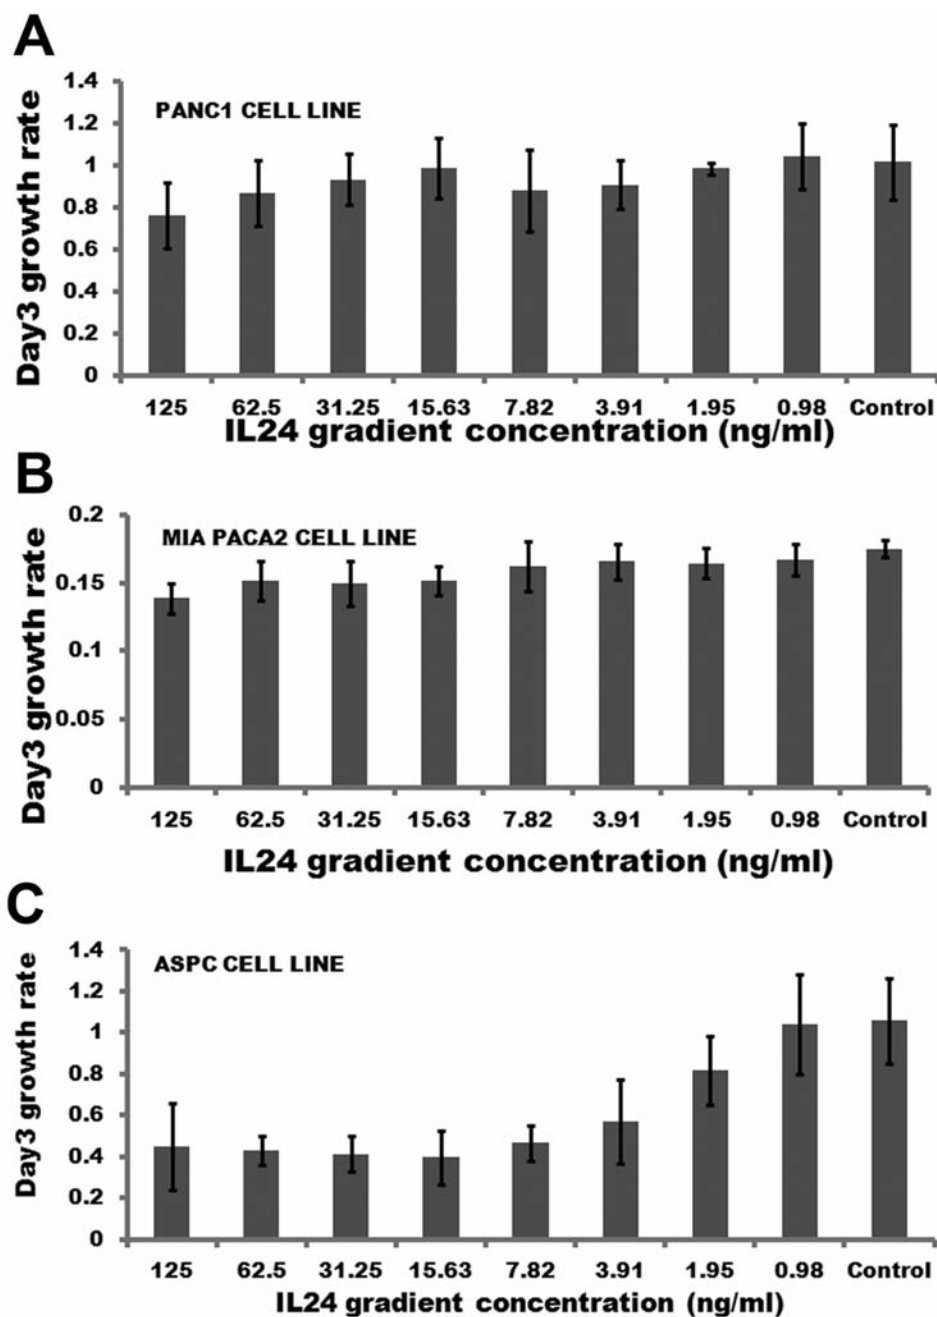 A
PANC1 CELL LINE
Day3 growth rate
1.4
1.2
1
0.8
0.6
0.4
0.2
0
125 62.5 31.25 15.63 7.82 3.91 1.95 0.98 Control
IL24 gradient concentration (ng/ml)
B
MIA PACA2 CELL LINE
Day3 growth rate
0.2
0.15
0.1
0.05
0
125 62.5 31.25 15.63 7.82 3.91 1.95 0.98 Control
IL24 gradient concentration (ng/ml)
C
ASPC CELL LINE
Day3 growth rate
1.4
1.2
1
0.8
0.6
0.4
0.2
0
125 62.5 31.25 15.63 7.82 3.91 1.95 0.98 Control
IL24 gradient concentration (ng/ml)